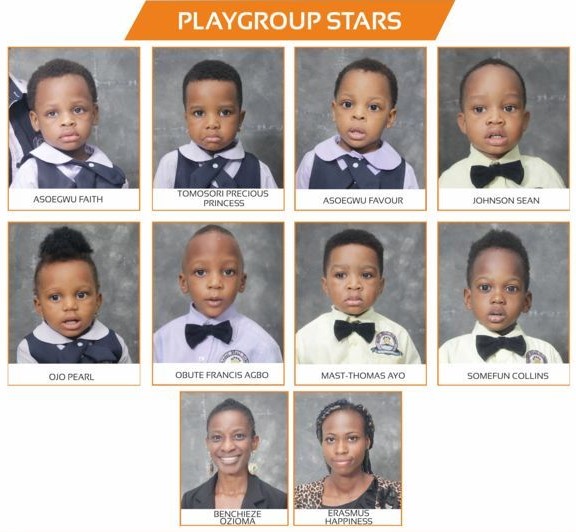 PLAYGROUP STARS
ASOEGWU FAITH
TOMOSORI PRECIOUS
PRINCESS
ASOEGWU FAVOUR
JOHNSON SEAN
OJO PEARL
OBUTE FRANCIS AGBO
MAST-THOMAS AYO
SOMEFUN COLLINS
BENCHIEZE
OZIOMA
ERASMUS
HAPPINESS